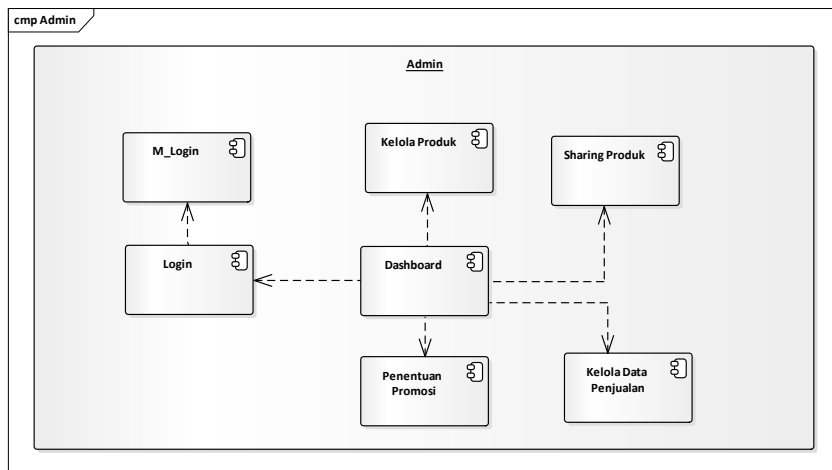 cmp Admin
Admin
M_Login
Kelola Produk
Sharing Produk
Login
Dashboard
Penentuan
Promosi
Kelola Data
Penjualan